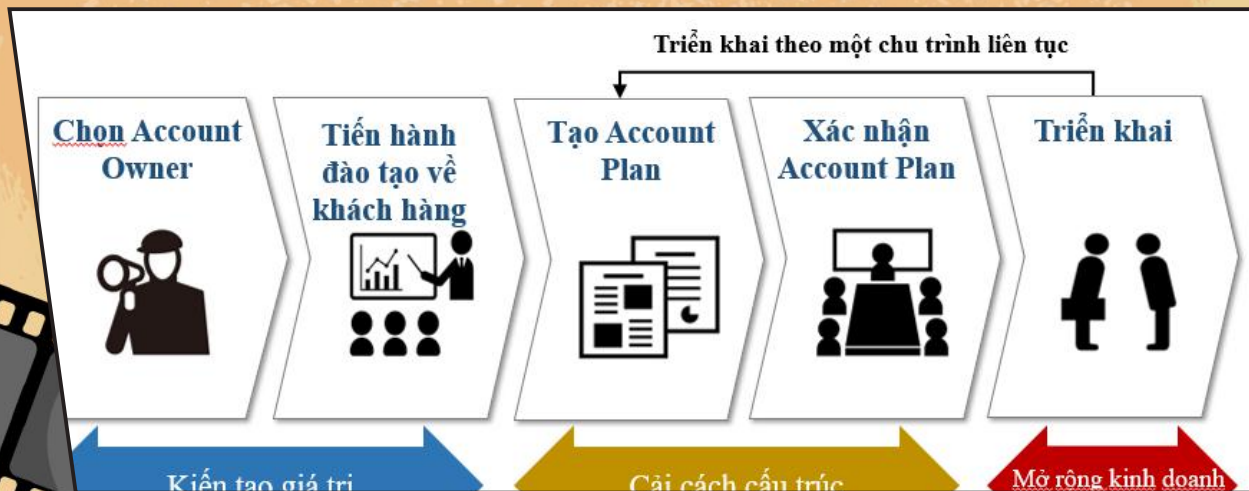 Triển khai theo một chu trình liên tục
Chọn Account
Owner
Tiến hành
đào tạo về
khách hàng
Tạo Account
Plan
Xác nhận
Account Plan
Triển khai
Kiến tạo giá trị
Cải cách cấu trúc
Mở rộng kinh doanh